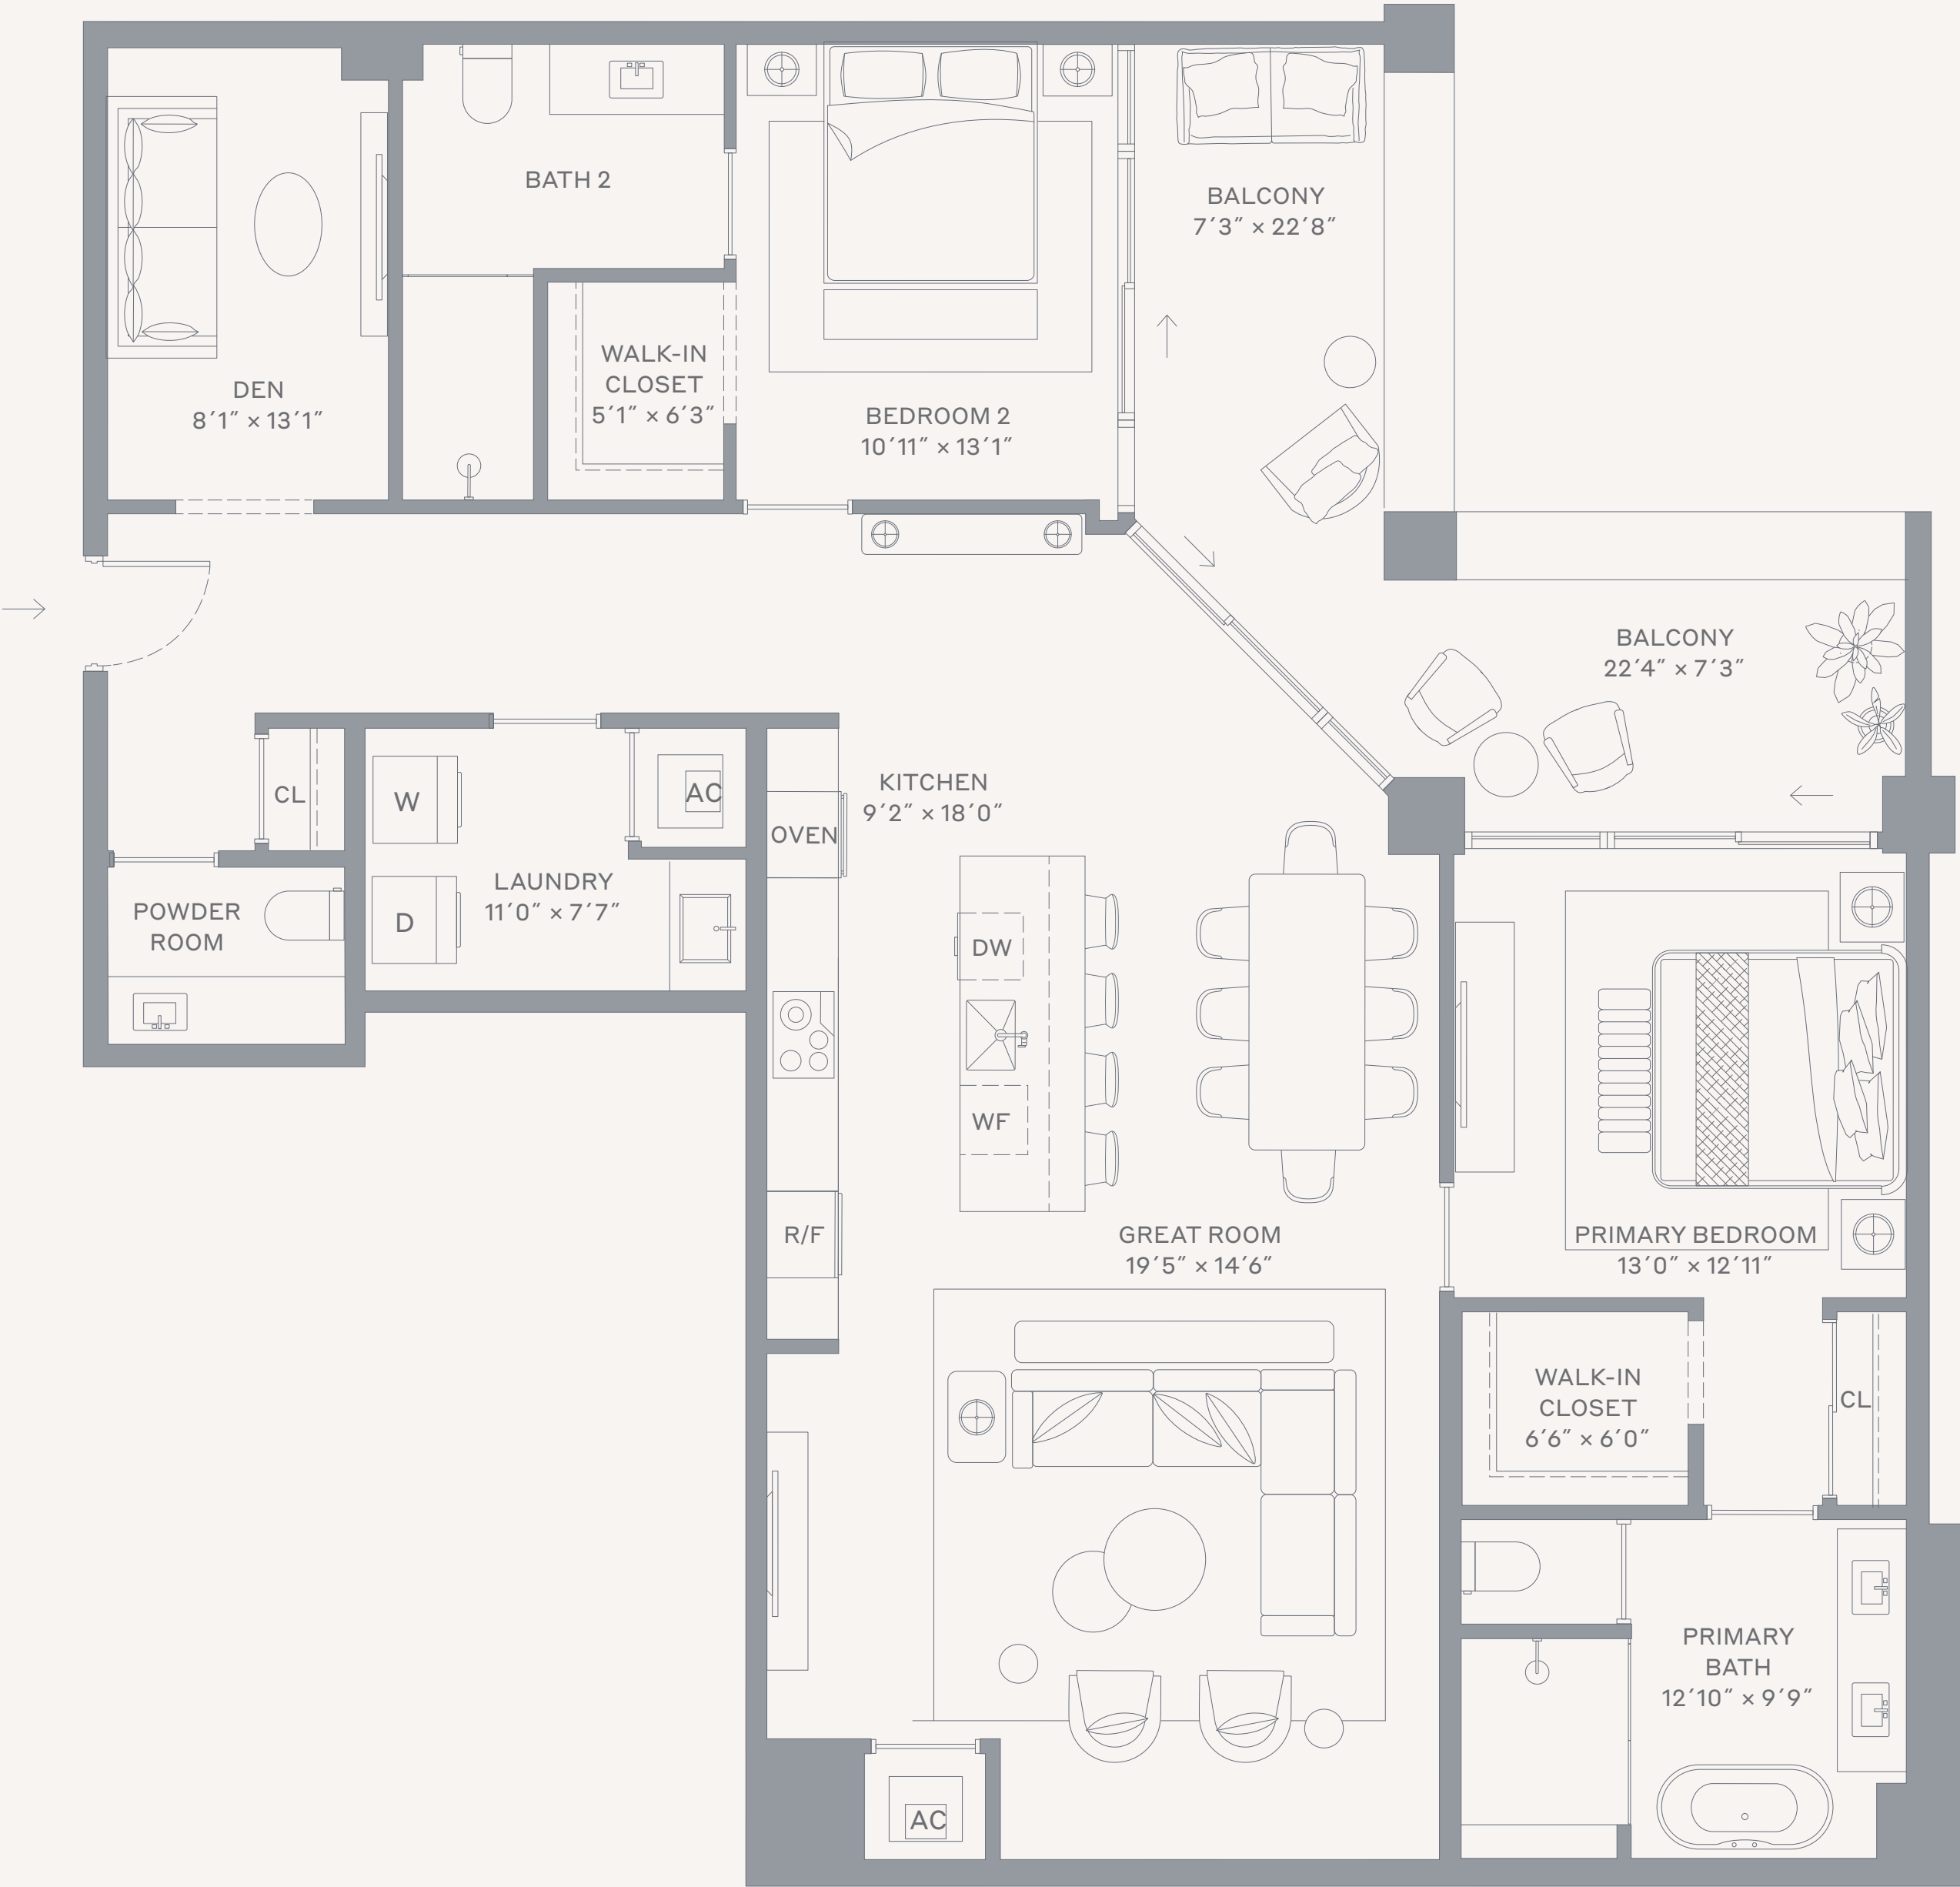 BATH 2
BALCONY
7′3″ × 22′8″
WALK-IN
CLOSET
5′1″ × 6′3″
DEN
8′1″ × 13′1″
BEDROOM 2
10′11″ × 13′1″
BALCONY
22′4″ × 7′3″
CL
W
AC
KITCHEN
9′2″ × 18′0″
OVEN
LAUNDRY
11′0″ × 7′7″
D
POWDER
ROOM
DW
WF
R/F
GREAT ROOM
19′5″ × 14′6″
PRIMARY BEDROOM
13′0″ × 12′11″
WALK-IN
CLOSET
6′6″ × 6′0″
CL
PRIMARY
BATH
12′10″ × 9′9″
AC